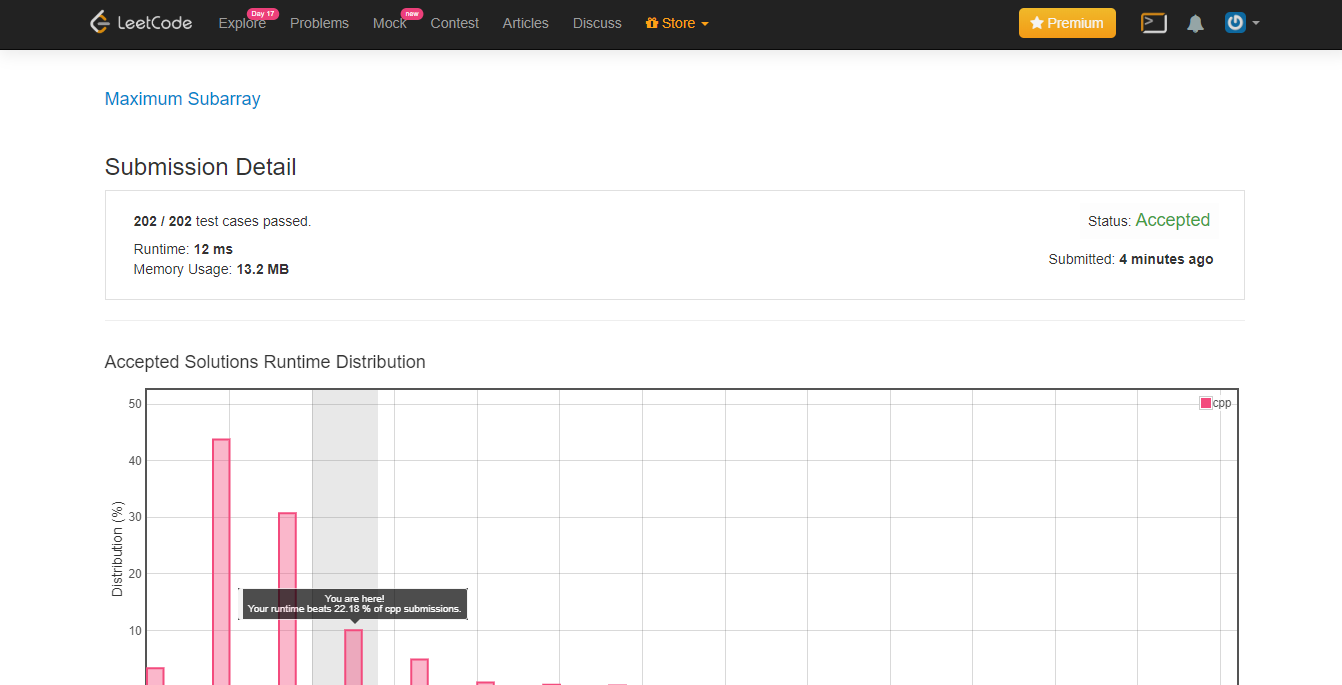 LeetCode Explore Day 17 Problems Mock new Contest Articles Discuss Store Premium
Maximum Subarray
Submission Detail
202 / 202 test cases passed. Status: Accepted
Runtime: 12 ms
Submitted: 4 minutes ago
Memory Usage: 13.2 MB
Accepted Solutions Runtime Distribution
50
cpp
40
30
Distribution (%)
20
You are here!
Your runtime beats 22.18 % of cpp submissions.
10